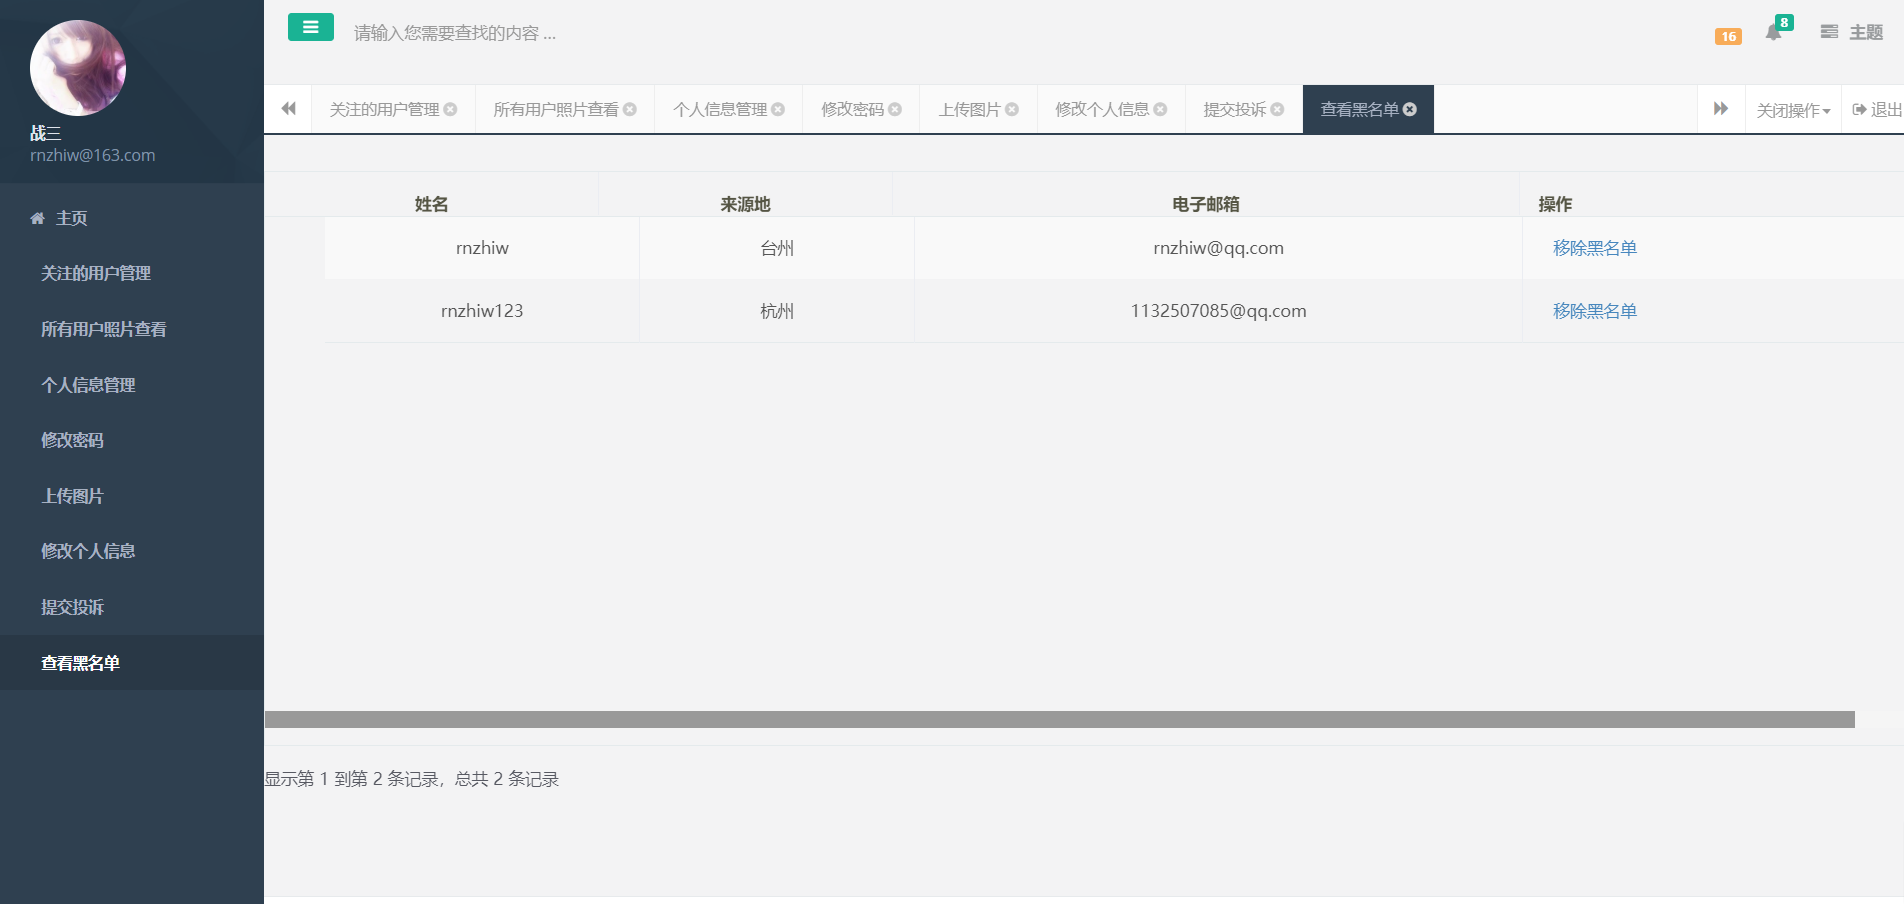 请输入您需要查找的内容 ...
16
8
主题
战三
rnzhiw@163.com
关注的用户管理
所有用户照片查看
个人信息管理
修改密码
上传图片
修改个人信息
提交投诉
查看黑名单
关闭操作
退出
主页
关注的用户管理
所有用户照片查看
个人信息管理
修改密码
上传图片
修改个人信息
提交投诉
查看黑名单
姓名 来源地 电子邮箱 操作
rnzhiw 台州 rnzhiw@qq.com 移除黑名单
rnzhiw123 杭州 1132507085@qq.com 移除黑名单
显示第 1 到第 2 条记录，总共 2 条记录